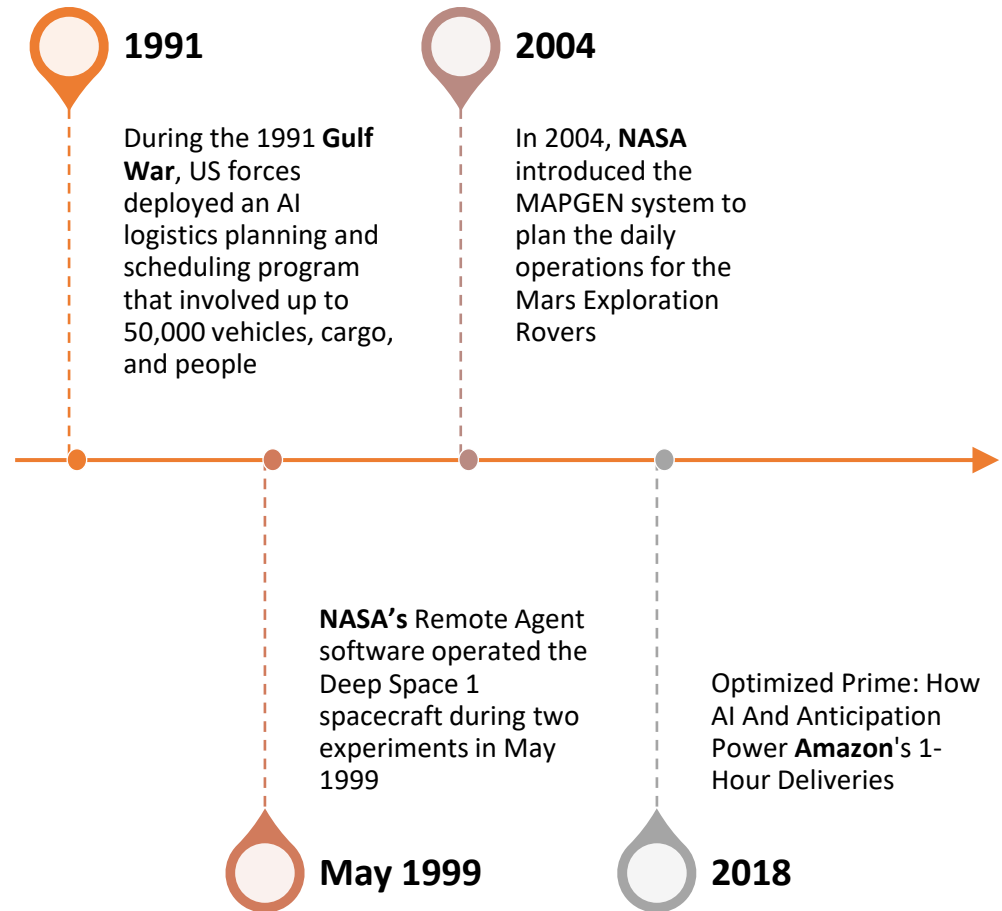 1991
During the 1991 Gulf
War, US forces
deployed an AI
logistics planning and
scheduling program
that involved up to
50,000 vehicles, cargo,
and people
2004
In 2004, NASA
introduced the
MAPGEN system to
plan the daily
operations for the
Mars Exploration
Rovers
NASA’s Remote Agent
software operated the
Deep Space 1
spacecraft during two
experiments in May
1999
May 1999
Optimized Prime: How
AI And Anticipation
Power Amazon's 1-
Hour Deliveries
2018